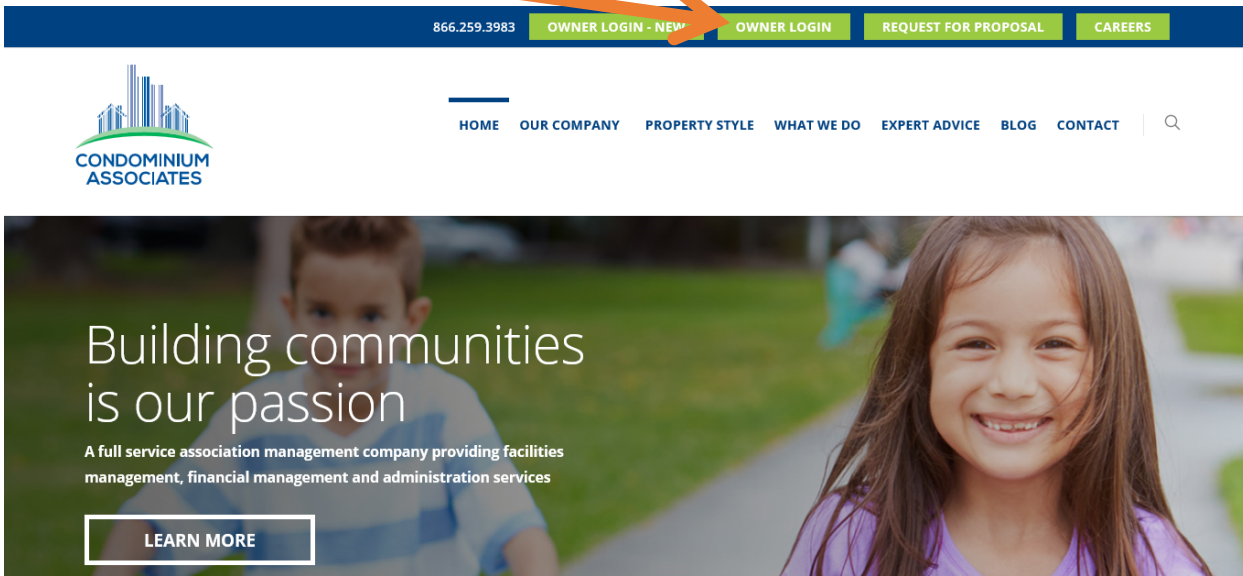 866.259.3983 OWNER LOGIN - NEW OWNER LOGIN REQUEST FOR PROPOSAL CAREERS
CONDOMINIUM
ASSOCIATES
HOME OUR COMPANY PROPERTY STYLE WHAT WE DO EXPERT ADVICE BLOG CONTACT
Building communities
is our passion
A full service association management company providing facilities
management, financial management and administration services
LEARN MORE